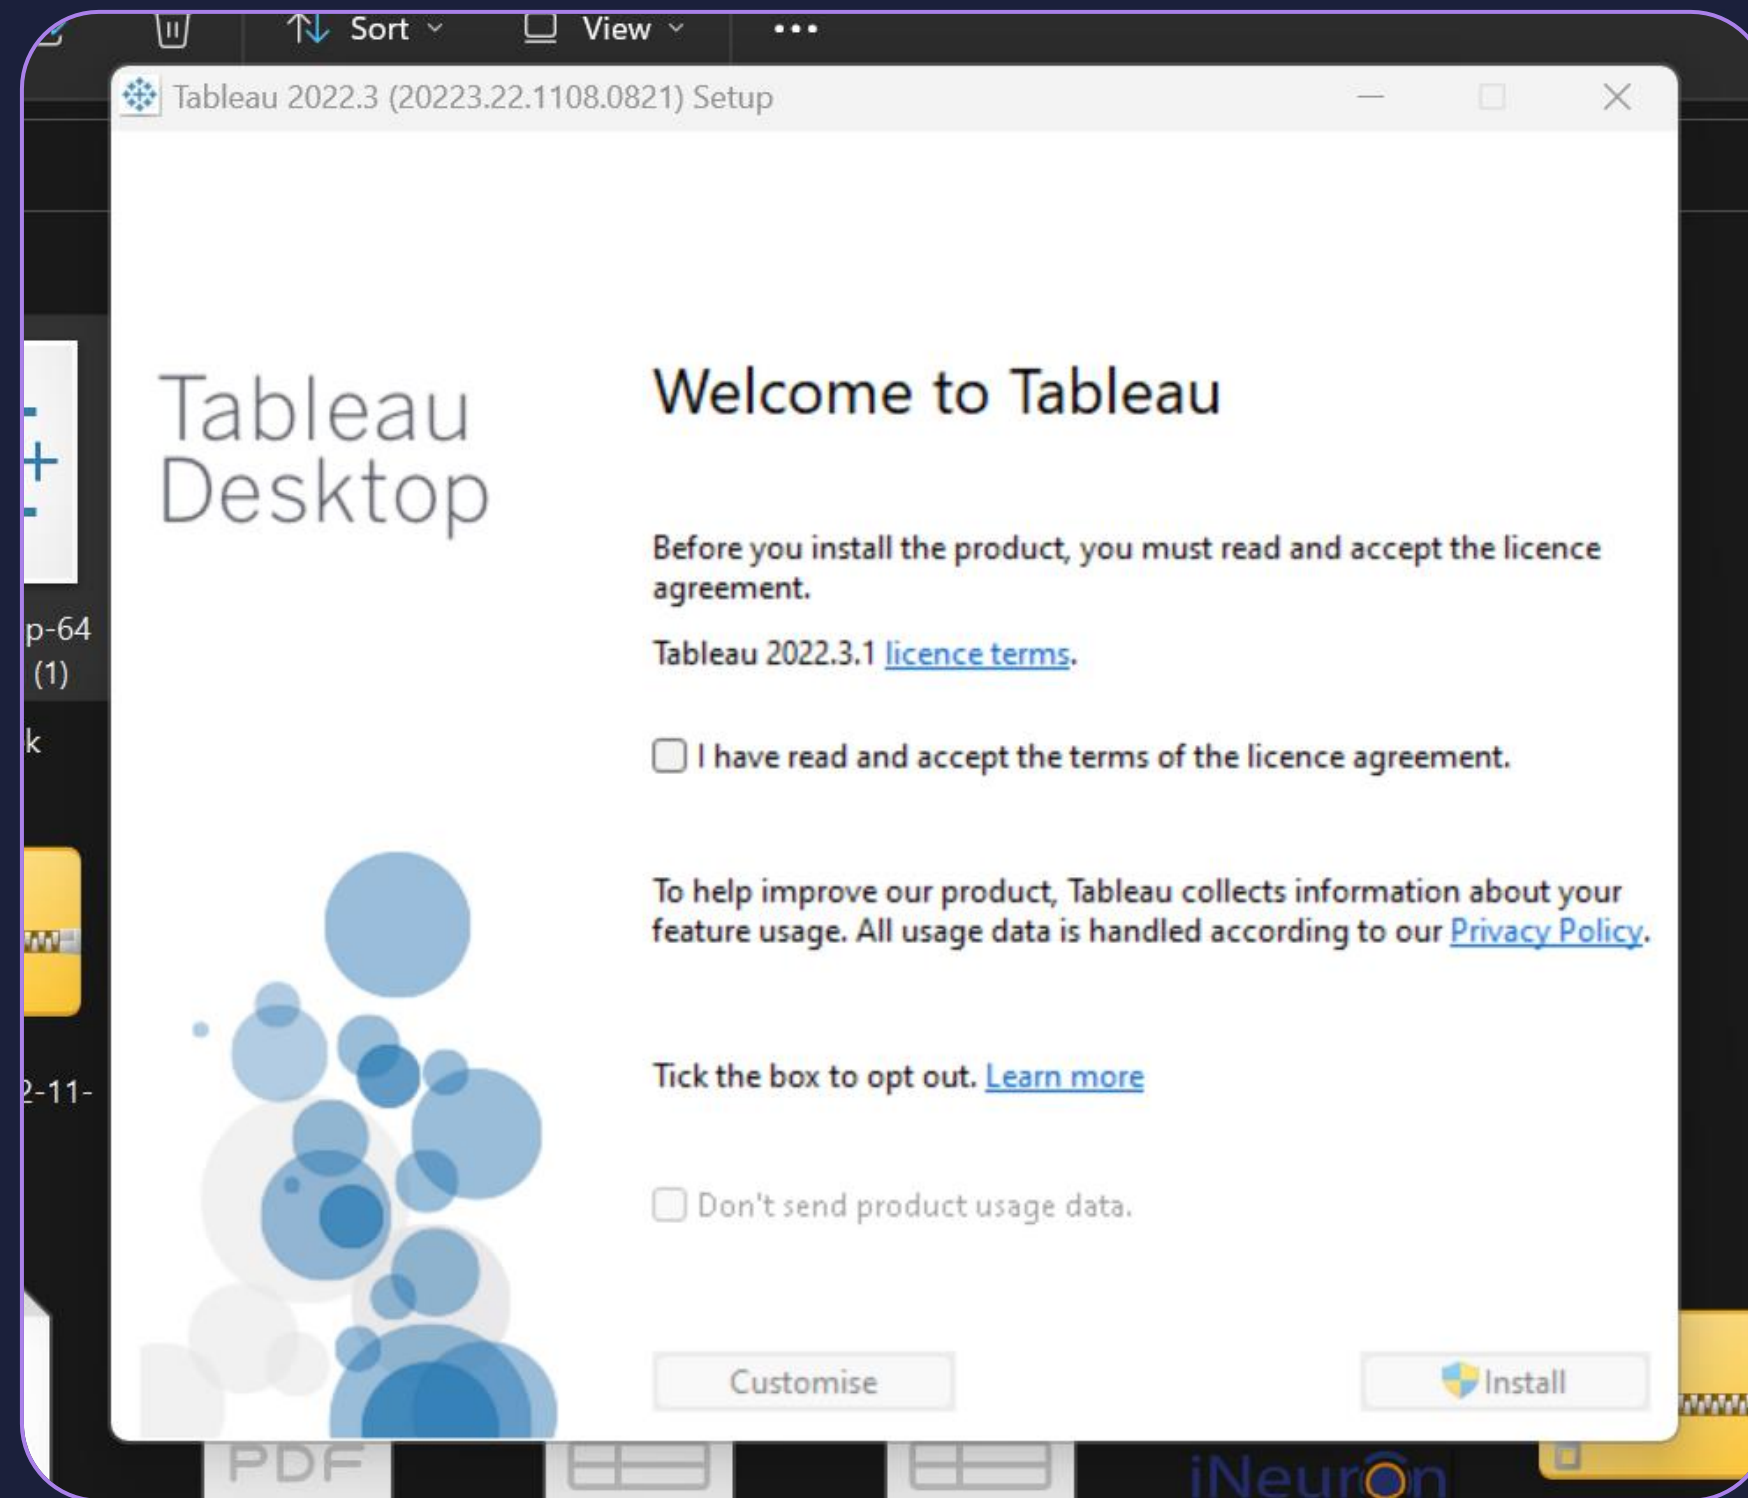 Sort
View
Tableau 2022.3 (20223.22.1108.0821) Setup
Tableau
Desktop
Welcome to Tableau
Before you install the product, you must read and accept the licence
agreement.
Tableau 2022.3.1 licence terms.
I have read and accept the terms of the licence agreement.
To help improve our product, Tableau collects information about your
feature usage. All usage data is handled according to our Privacy Policy.
Tick the box to opt out. Learn more
Don't send product usage data.
Customise
Install
p-64
(1)
k
2-11-
PDF
iNeuron